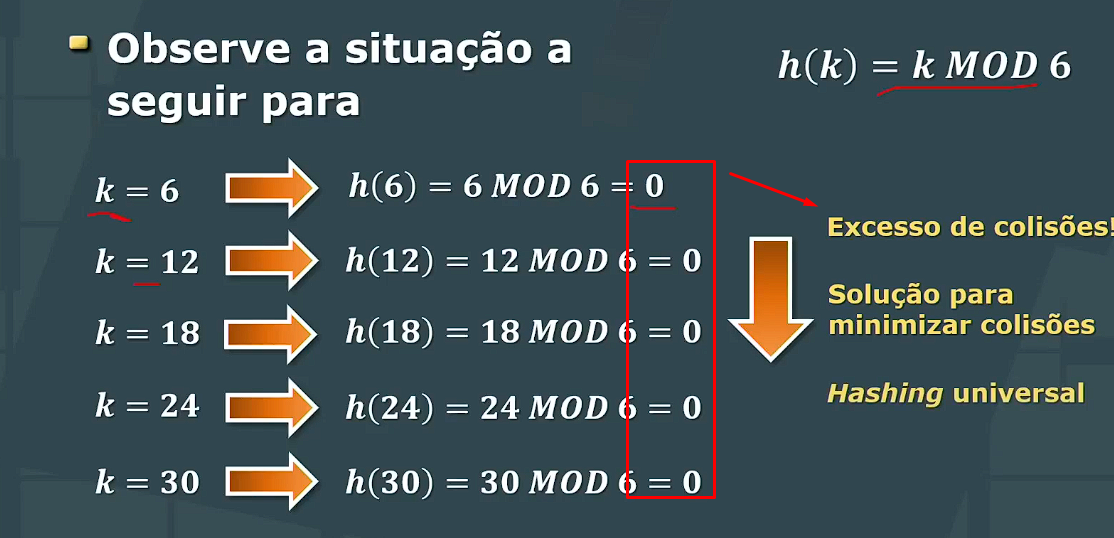 Observe a situação a
seguir para
h(k) = k MOD 6
k = 6
h(6) = 6 MOD 6 = 0
k = 12
h(12) = 12 MOD 6 = 0
k = 18
h(18) = 18 MOD 6 = 0
k = 24
h(24) = 24 MOD 6 = 0
k = 30
h(30) = 30 MOD 6 = 0
Excesso de colisões!
Solução para
minimizar colisões
Hashing universal